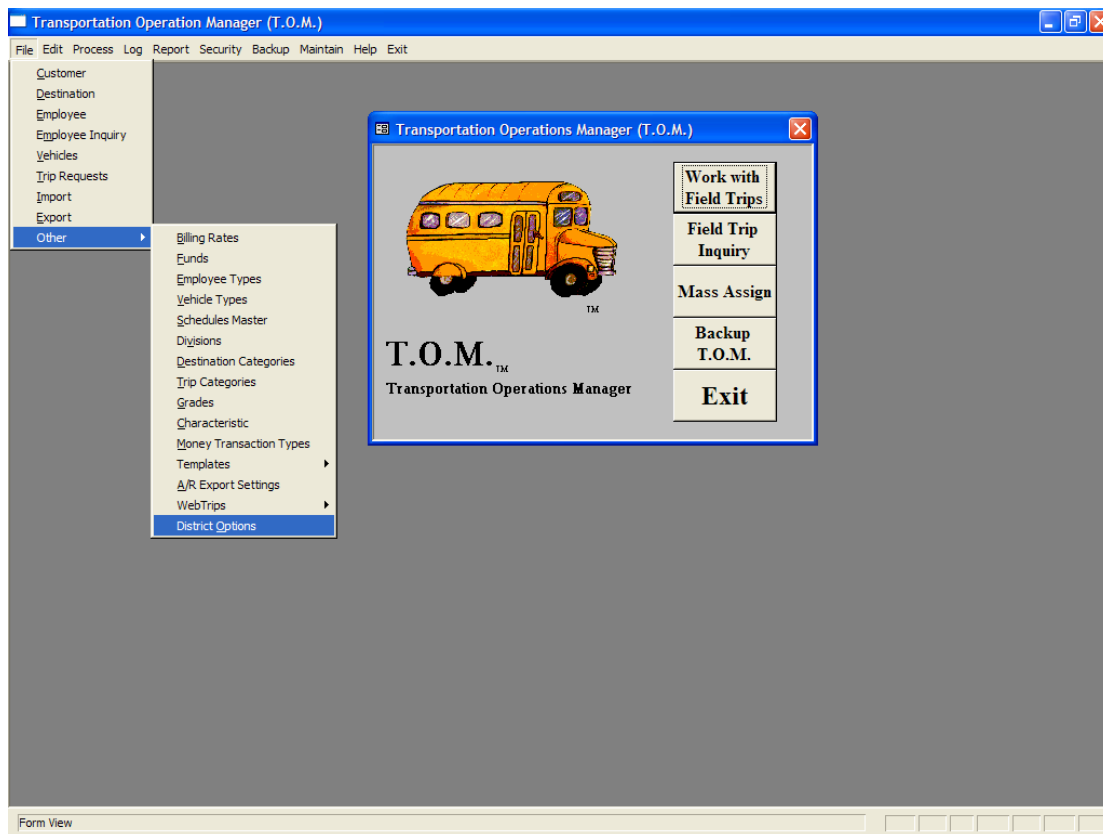 Transportation Operation Manager (T.O.M.)
File Edit Process Log Report Security Backup Maintain Help Exit
Customer
Destination
Employee
Employee Inquiry
Vehicles
Trip Requests
Import
Export
Other
Billing Rates
Funds
Employee Types
Vehicle Types
Schedules Master
Divisions
Destination Categories
Trip Categories
Grades
Characteristic
Money Transaction Types
Templates
A/R Export Settings
WebTrips
District Options
Transportation Operations Manager (T.O.M.)
TM
T.O.M.TM
Transportation Operations Manager
Work with
Field Trips
Field Trip
Inquiry
Mass Assign
Backup
T.O.M.
Exit
Form View